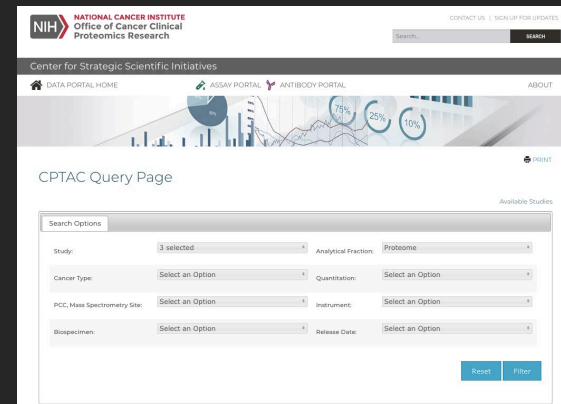 NIH
NATIONAL CANCER INSTITUTE
Office of Cancer Clinical
Proteomics Research
CONTACT US | SIGN UP FOR UPDATES
Search... SEARCH
Center for Strategic Scientific Initiatives
DATA PORTAL HOME ASSAY PORTAL ANTIBODY PORTAL ABOUT
75% 25% 10%
PRINT
CPTAC Query Page
Available Studies
Search Options
Study: 3 selected Analytical Fraction: Proteome
Cancer Type: Select an Option Quantitation: Select an Option
PCC, Mass Spectrometry Site: Select an Option Instrument: Select an Option
Biospecimen: Select an Option Release Date: Select an Option
Reset Filter